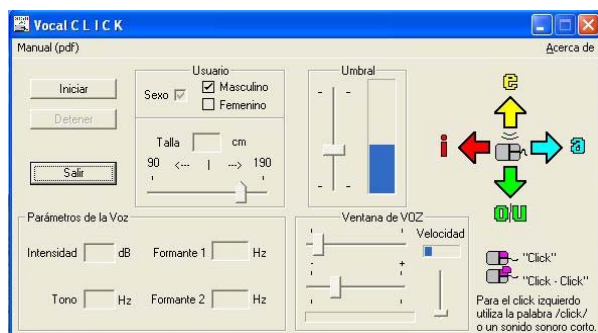 Vocal C L I C K
Manual (pdf)
Acerca de
Iniciar
Detener
Salir
Usuario
Sexo
Masculino
Femenino
Talla
cm
90 <--- | ---> 190
Umbral
- -
- -
e
i
a
o/u
Parámetros de la Voz
Intensidad
dB
Formante 1
Hz
Tono
Hz
Formante 2
Hz
Ventana de VOZ
Velocidad
- +
"Click"
"Click - Click"
Para el click izquierdo
utiliza la palabra /click/
o un sonido sonoro corto.